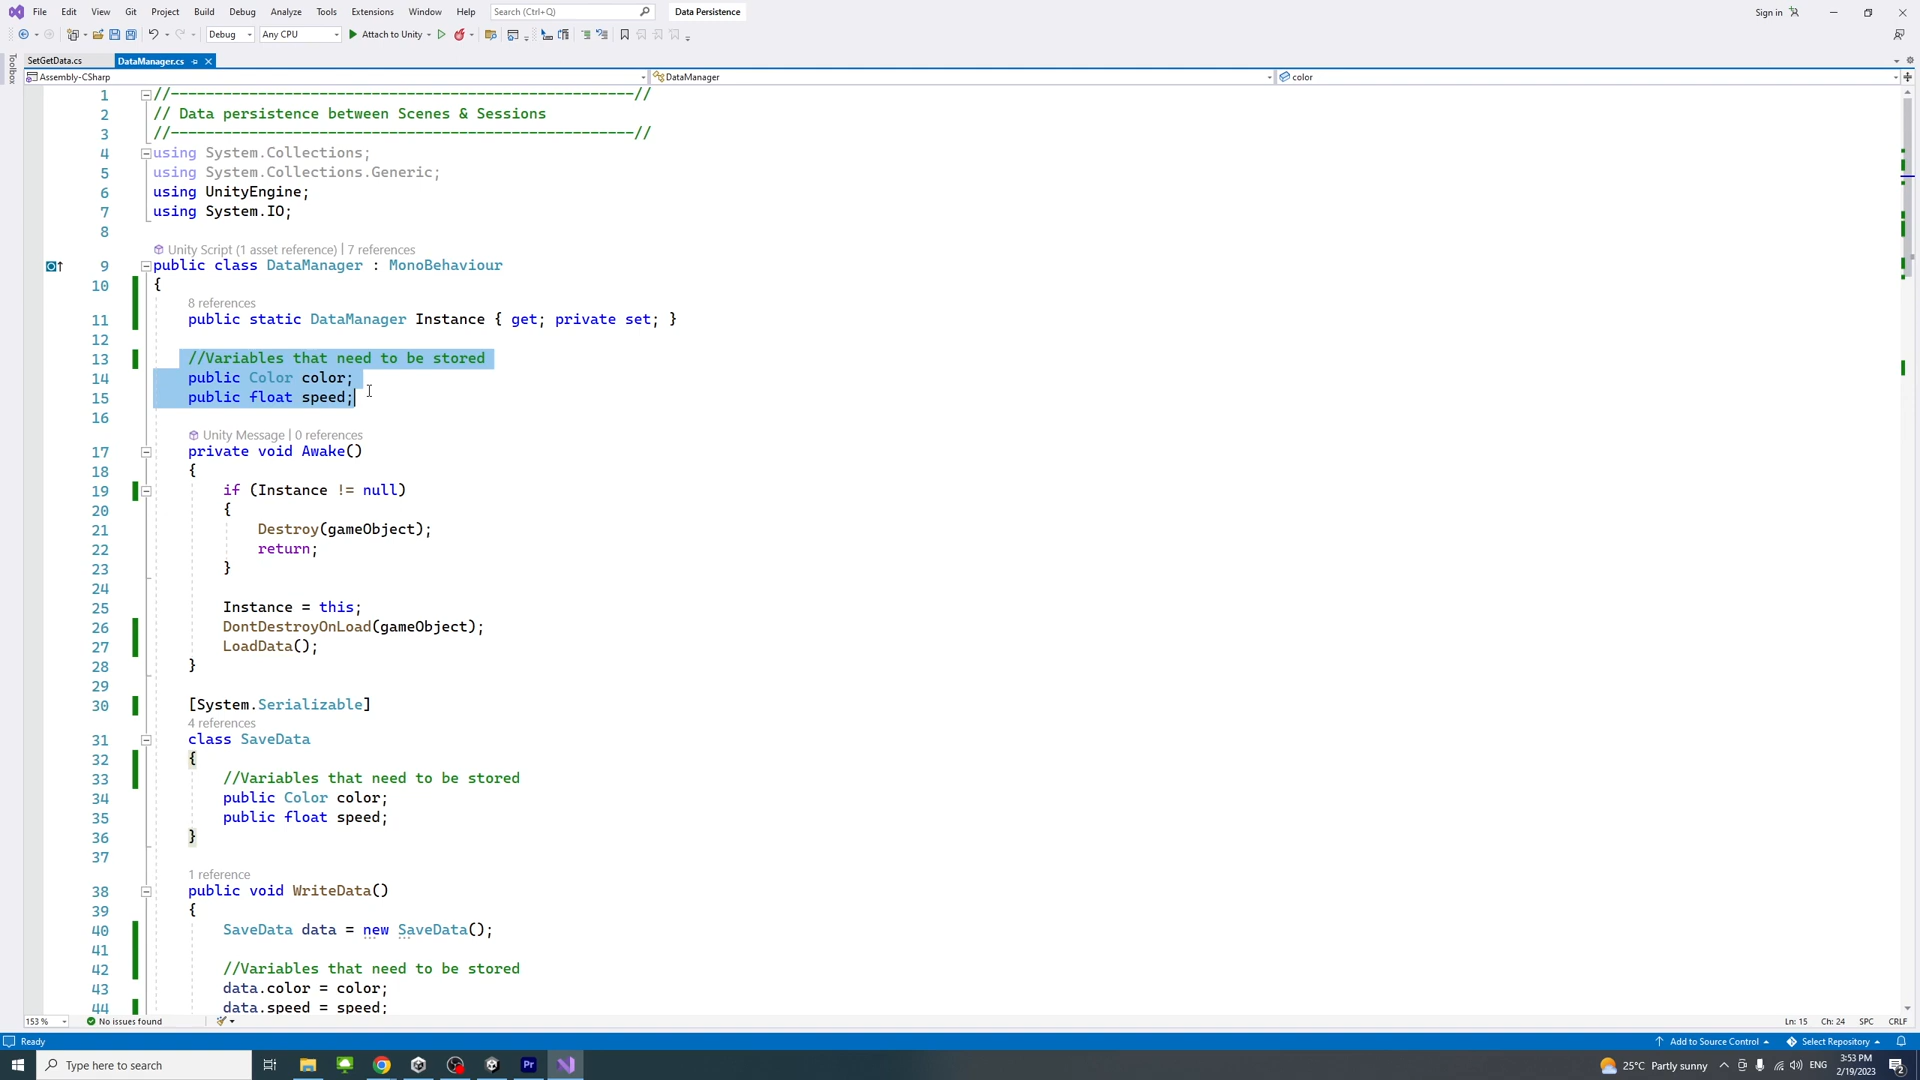 File Edit View Git Project Build Debug Analyze Tools Extensions Window Help Search (Ctrl+Q) Data Persistence Sign in
Debug Any CPU Attach to Unity
Toolbox
SetGetData.cs DataManager.cs
Assembly-CSharp DataManager color
1 //-----------------------------------------------------//
2 // Data persistence between Scenes & Sessions
3 //-----------------------------------------------------//
4 using System.Collections;
5 using System.Collections.Generic;
6 using UnityEngine;
7 using System.IO;
8
Unity Script (1 asset reference) | 7 references
9 public class DataManager : MonoBehaviour
10 {
8 references
11 public static DataManager Instance { get; private set; }
12
13 //Variables that need to be stored
14 public Color color;
15 public float speed;
16
Unity Message | 0 references
17 private void Awake()
18 {
19 if (Instance != null)
20 {
21 Destroy(gameObject);
22 return;
23 }
24
25 Instance = this;
26 DontDestroyOnLoad(gameObject);
27 LoadData();
28 }
29
30 [System.Serializable]
4 references
31 class SaveData
32 {
33 //Variables that need to be stored
34 public Color color;
35 public float speed;
36 }
37
1 reference
38 public void WriteData()
39 {
40 SaveData data = new SaveData();
41
42 //Variables that need to be stored
43 data.color = color;
44 data.speed = speed;
153 % No issues found Ln: 15 Ch: 24 SPC CRLF
Ready Add to Source Control Select Repository
Type here to search Pr 25°C Partly sunny ENG 3:53 PM
2/19/2023 2